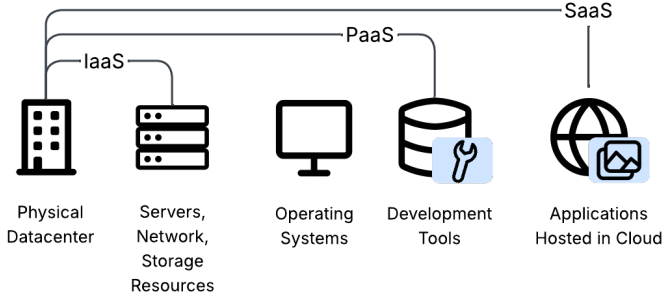 SaaS
PaaS
IaaS
Physical
Datacenter
Servers,
Network,
Storage
Resources
Operating
Systems
Development
Tools
Applications
Hosted in Cloud